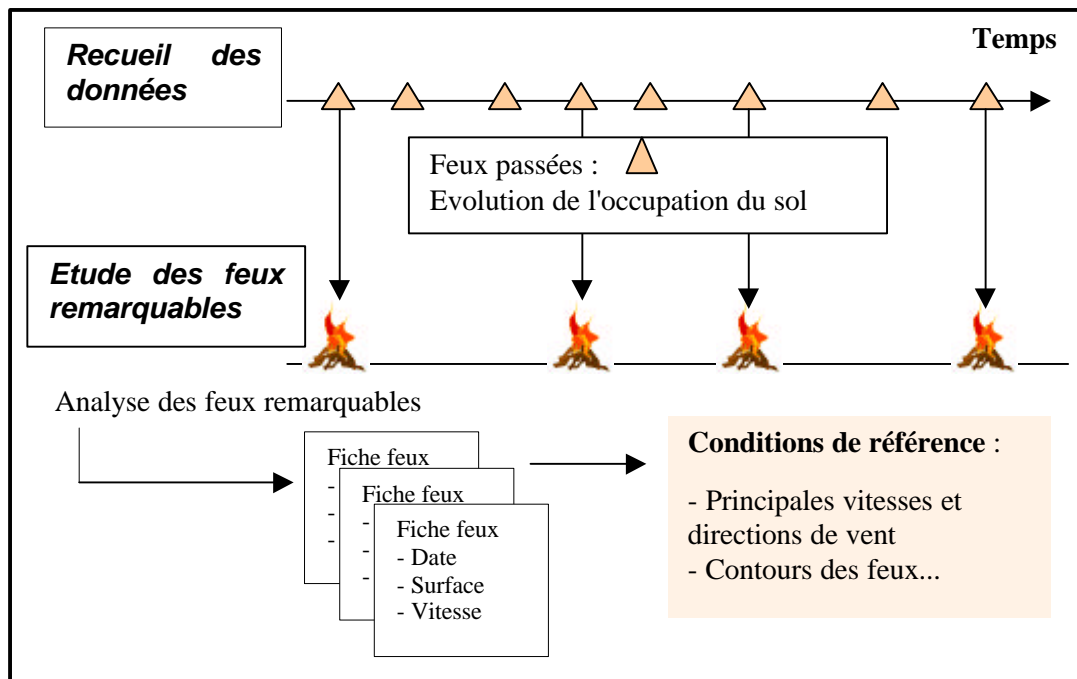 Temps
Recueil des
données
Feux passées :
Evolution de l'occupation du sol
Etude des feux
remarquables
Analyse des feux remarquables
Fiche feux
-
-
-
Fiche feux
-
-
-
Fiche feux
- Date
- Surface
- Vitesse
Conditions de référence :
- Principales vitesses et
directions de vent
- Contours des feux...